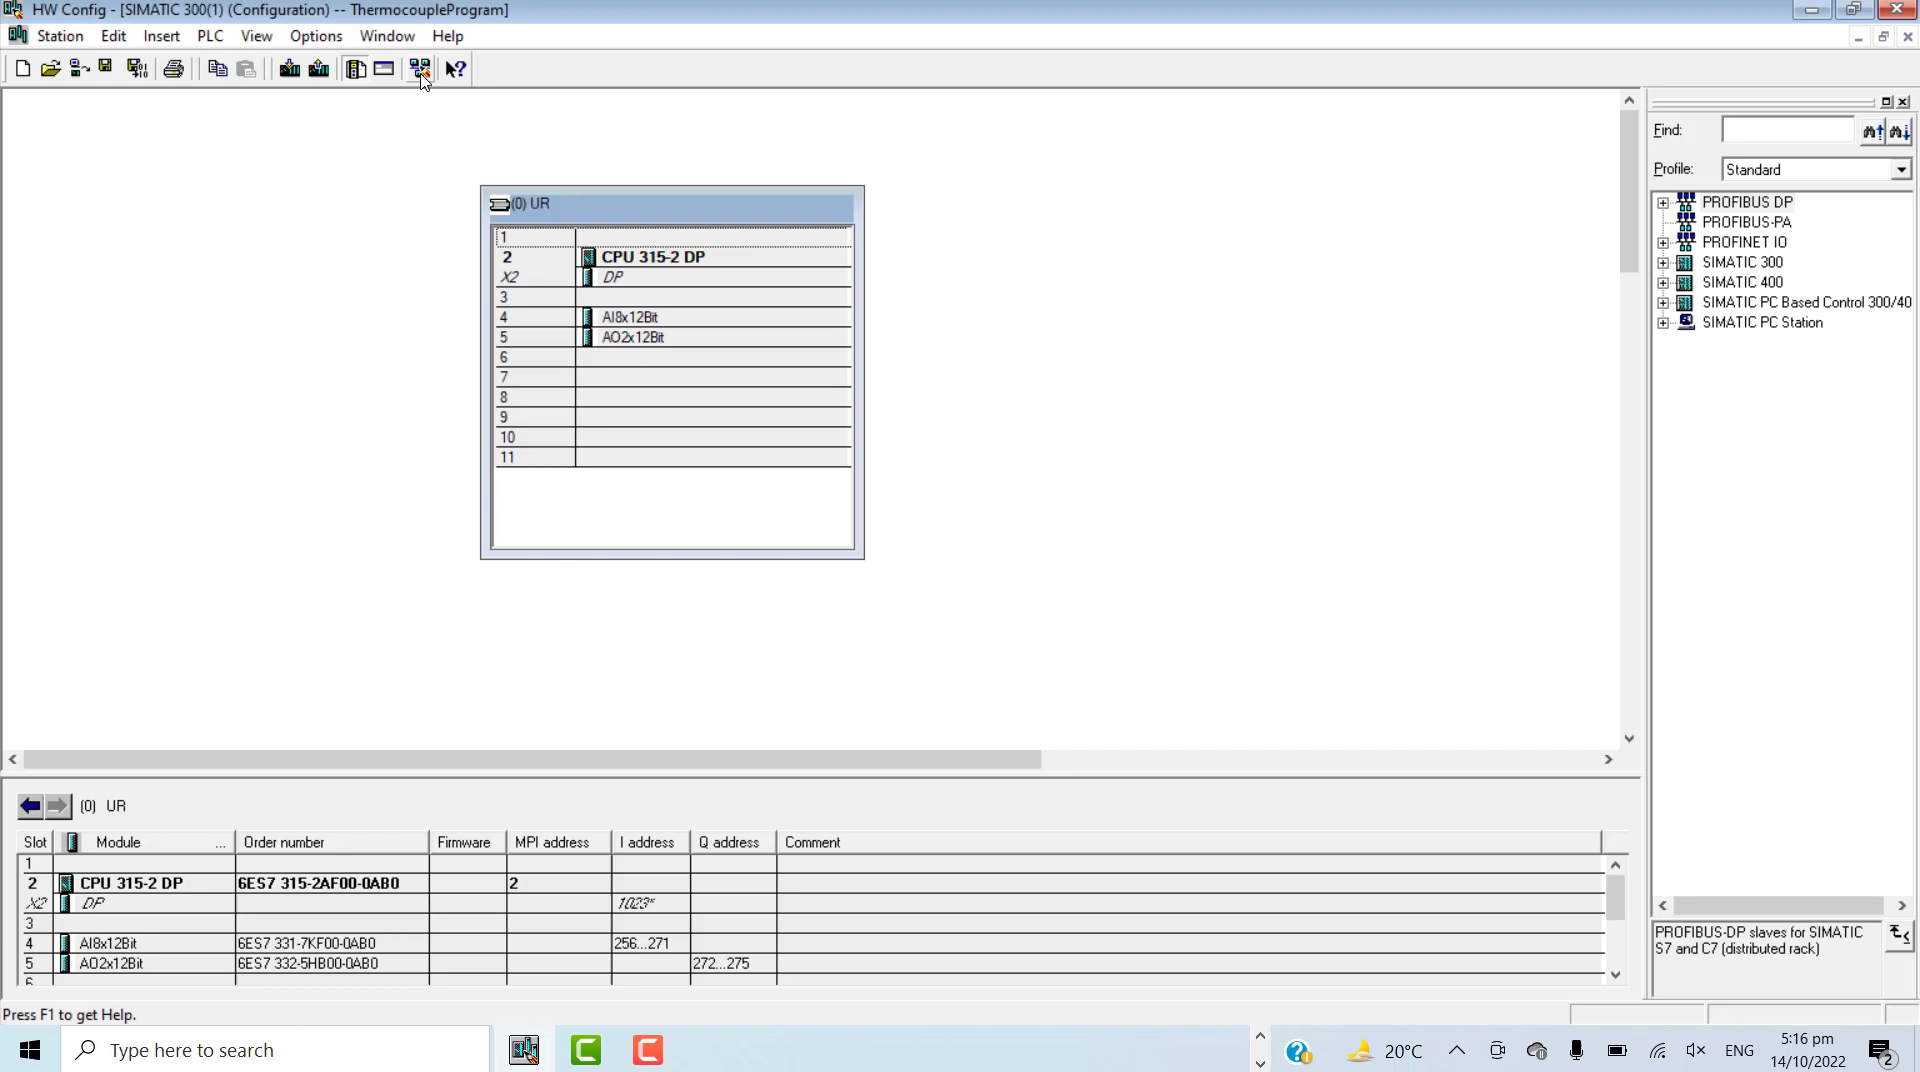 HW Config - [SIMATIC 300(1) (Configuration) -- ThermocoupleProgram]
Station Edit Insert PLC View Options Window Help
Find:
Profile: Standard
PROFIBUS DP
PROFIBUS-PA
PROFINET IO
SIMATIC 300
SIMATIC 400
SIMATIC PC Based Control 300/40
SIMATIC PC Station
(0) UR
1
2 CPU 315-2 DP
X2 DP
3
4 AI8x12Bit
5 AO2x12Bit
6
7
8
9
10
11
(0) UR
Slot Module ... Order number Firmware MPI address I address Q address Comment
1
2 CPU 315-2 DP 6ES7 315-2AF00-0AB0 2
X2 DP 1023*
3
4 AI8x12Bit 6ES7 331-7KF00-0AB0 256...271
5 AO2x12Bit 6ES7 332-5HB00-0AB0 272...275
6
PROFIBUS-DP slaves for SIMATIC
S7 and C7 (distributed rack)
Press F1 to get Help.
Type here to search
20°C
ENG
5:16 pm
14/10/2022
2